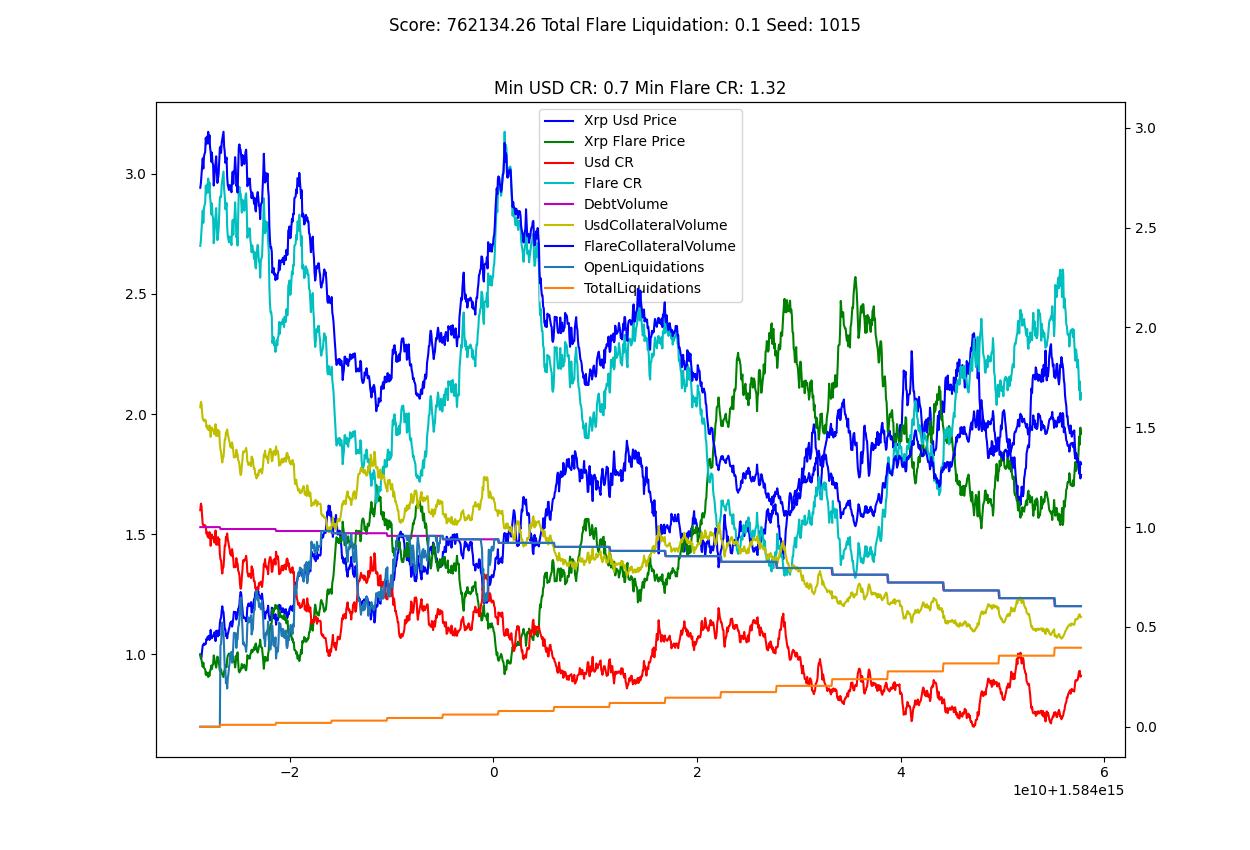 Score: 762134.26 Total Flare Liquidation: 0.1 Seed: 1015
Min USD CR: 0.7 Min Flare CR: 1.32
Xrp Usd Price
Xrp Flare Price
Usd CR
Flare CR
DebtVolume
UsdCollateralVolume
FlareCollateralVolume
OpenLiquidations
TotalLiquidations
3.0
2.5
2.0
1.5
1.0
3.0
2.5
2.0
1.5
1.0
0.5
0.0
−2 0 2 4 6
1e10+1.584e15